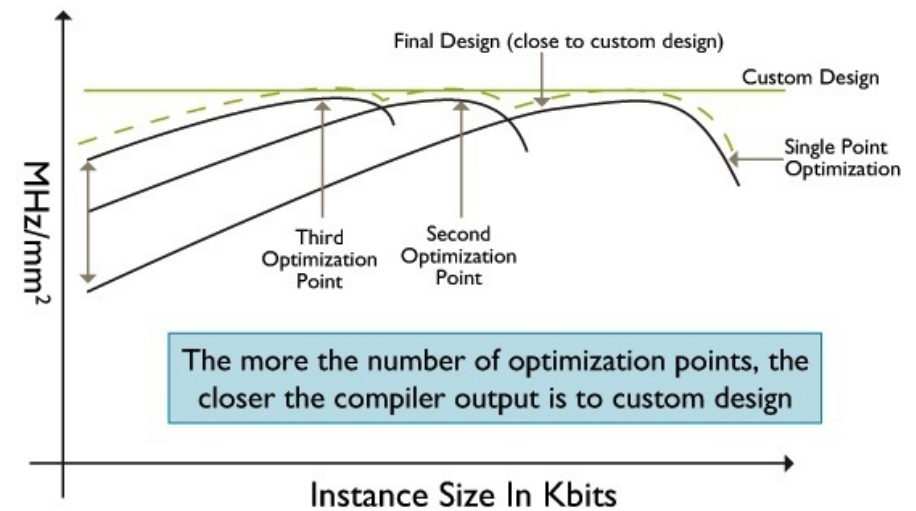 Final Design (close to custom design)
Custom Design
Single Point
Optimization
Third
Optimization
Point
Second
Optimization
Point
MHz/mm²
The more the number of optimization points, the
closer the compiler output is to custom design
Instance Size In Kbits